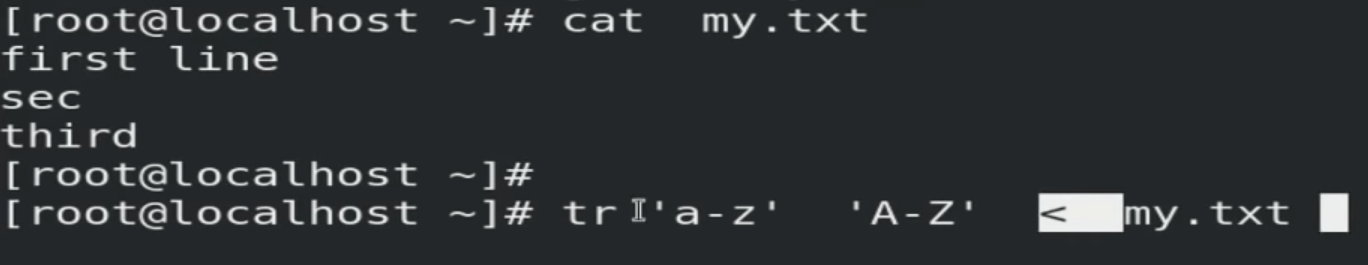 [root@localhost ~]# cat  my.txt
first line
sec
third
[root@localhost ~]#
[root@localhost ~]# tr 'a-z'  'A-Z'  <  my.txt